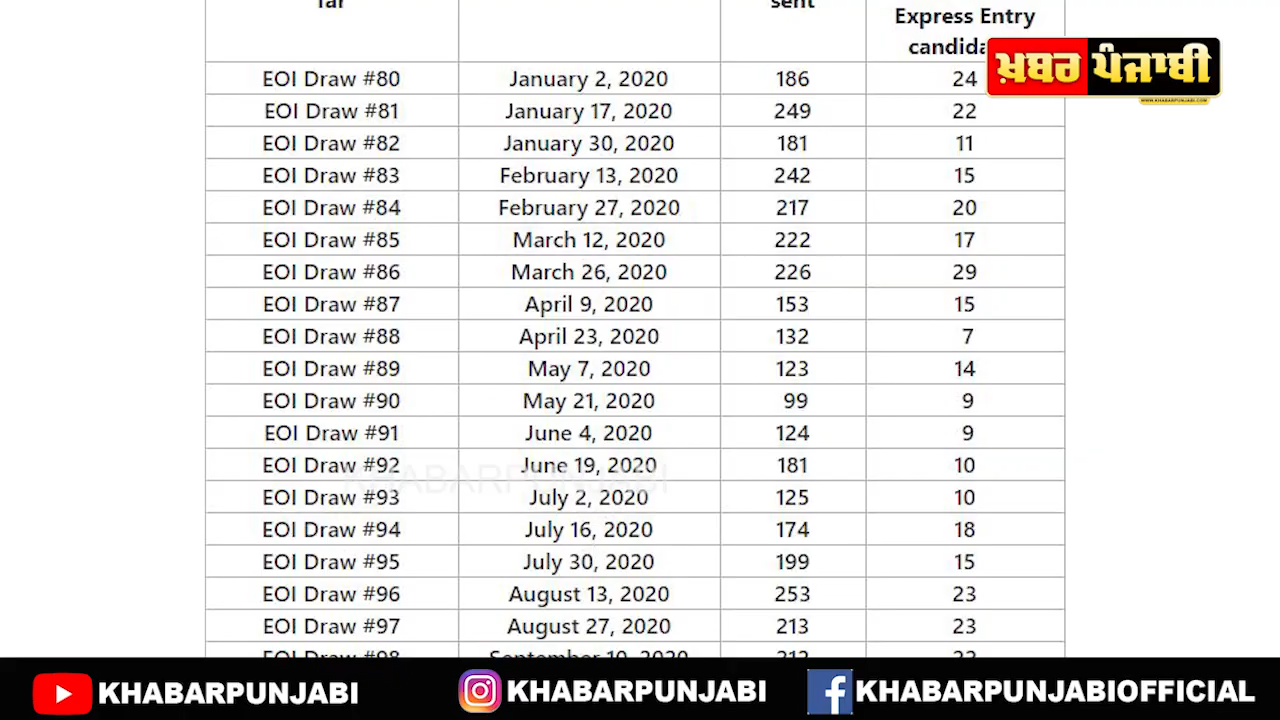 far sent
Express Entry
ਖ਼ਬਰ ਪੰਜਾਬੀ
WWW.KHABARPUNJABI.COM
EOI Draw #80 January 2, 2020 186 24
EOI Draw #81 January 17, 2020 249 22
EOI Draw #82 January 30, 2020 181 11
EOI Draw #83 February 13, 2020 242 15
EOI Draw #84 February 27, 2020 217 20
EOI Draw #85 March 12, 2020 222 17
EOI Draw #86 March 26, 2020 226 29
EOI Draw #87 April 9, 2020 153 15
EOI Draw #88 April 23, 2020 132 7
EOI Draw #89 May 7, 2020 123 14
EOI Draw #90 May 21, 2020 99 9
EOI Draw #91 June 4, 2020 124 9
EOI Draw #92 June 19, 2020 181 10
KHABARPUNJABI
EOI Draw #93 July 2, 2020 125 10
EOI Draw #94 July 16, 2020 174 18
EOI Draw #95 July 30, 2020 199 15
EOI Draw #96 August 13, 2020 253 23
EOI Draw #97 August 27, 2020 213 23
EOI Draw #98 September 10, 2020
KHABARPUNJABI KHABARPUNJABI KHABARPUNJABIOFFICIAL